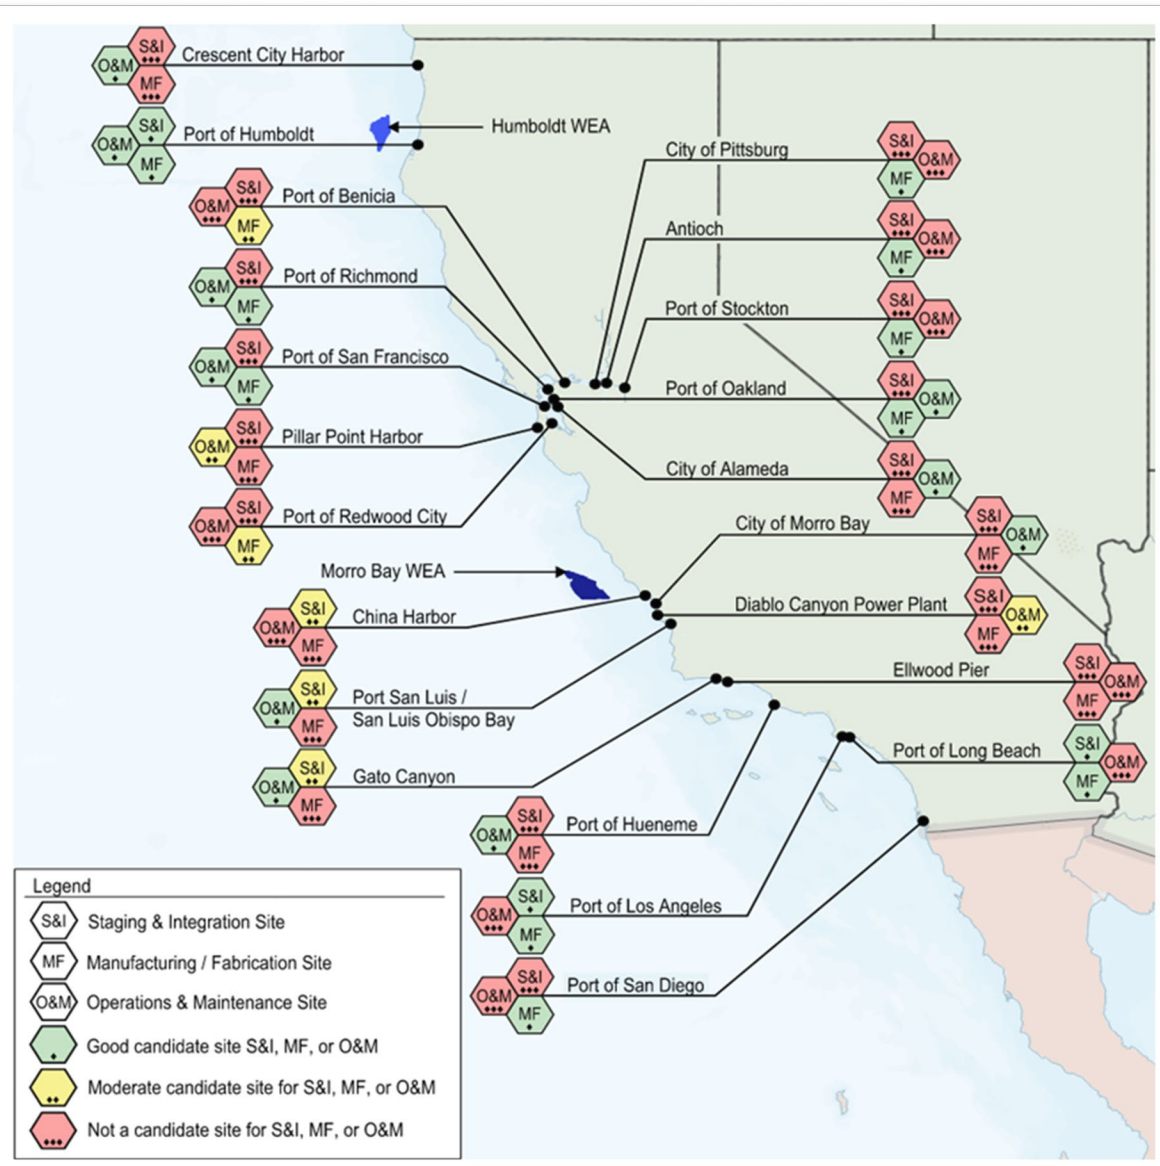 S&I
O&M
MF
Crescent City Harbor
S&I
O&M
MF
Port of Humboldt
Humboldt WEA
S&I
O&M
MF
Port of Benicia
S&I
O&M
MF
Port of Richmond
S&I
O&M
MF
Port of San Francisco
S&I
O&M
MF
Pillar Point Harbor
S&I
O&M
MF
Port of Redwood City
City of Pittsburg
S&I
O&M
MF
Antioch
S&I
O&M
MF
Port of Stockton
S&I
O&M
MF
Port of Oakland
S&I
O&M
MF
City of Alameda
S&I
O&M
MF
City of Morro Bay
S&I
O&M
MF
Morro Bay WEA
Diablo Canyon Power Plant
S&I
O&M
MF
S&I
O&M
MF
China Harbor
Ellwood Pier
S&I
O&M
MF
S&I
O&M
MF
Port San Luis /
San Luis Obispo Bay
Port of Long Beach
S&I
O&M
MF
S&I
O&M
MF
Gato Canyon
S&I
O&M
MF
Port of Hueneme
S&I
O&M
MF
Port of Los Angeles
S&I
O&M
MF
Port of San Diego
Legend
S&I Staging & Integration Site
MF Manufacturing / Fabrication Site
O&M Operations & Maintenance Site
Good candidate site S&I, MF, or O&M
Moderate candidate site for S&I, MF, or O&M
Not a candidate site for S&I, MF, or O&M